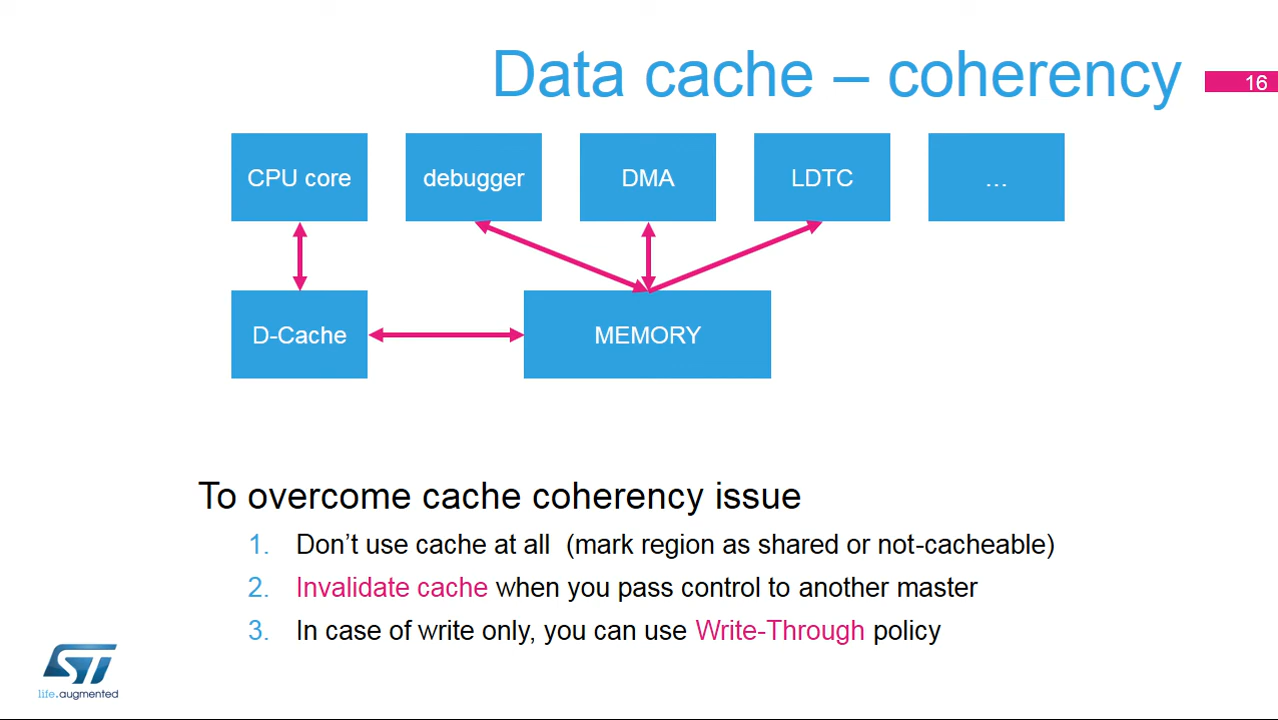 Data cache – coherency
16
CPU core
debugger
DMA
LDTC
...
D-Cache
MEMORY
To overcome cache coherency issue
1. Don't use cache at all  (mark region as shared or not-cacheable)
2. Invalidate cache when you pass control to another master
3. In case of write only, you can use Write-Through policy
ST
life.augmented